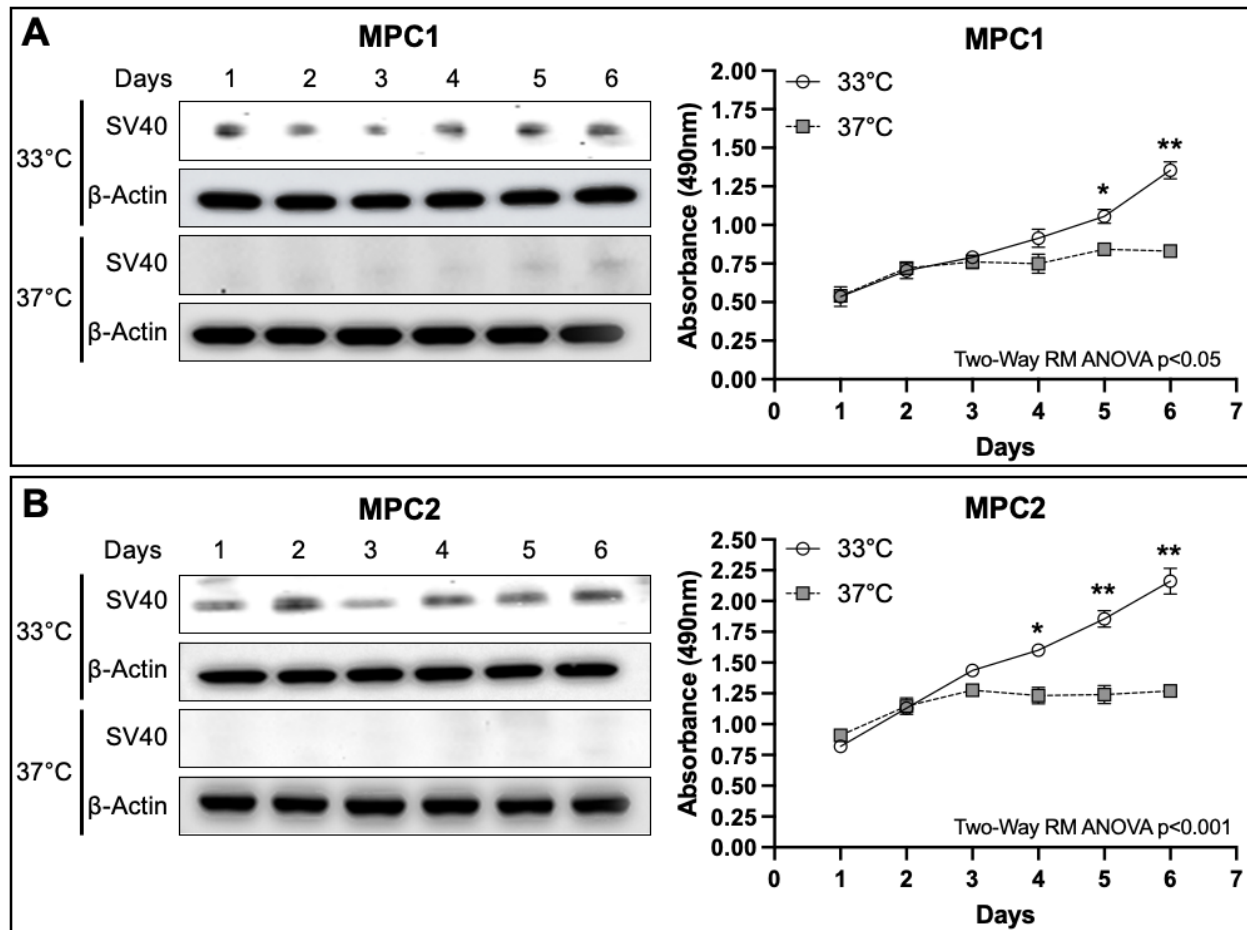 A
MPC1
Days 1 2 3 4 5 6
33°C
SV40
β-Actin
37°C
SV40
β-Actin
MPC1
Absorbance (490nm)
2.00
1.75
1.50
1.25
1.00
0.75
0.50
0.25
0.00
33°C
37°C
*
**
Two-Way RM ANOVA p<0.05
0 1 2 3 4 5 6 7
Days
B
MPC2
Days 1 2 3 4 5 6
33°C
SV40
β-Actin
37°C
SV40
β-Actin
MPC2
Absorbance (490nm)
2.50
2.25
2.00
1.75
1.50
1.25
1.00
0.75
0.50
0.25
0.00
33°C
37°C
*
**
**
Two-Way RM ANOVA p<0.001
0 1 2 3 4 5 6 7
Days